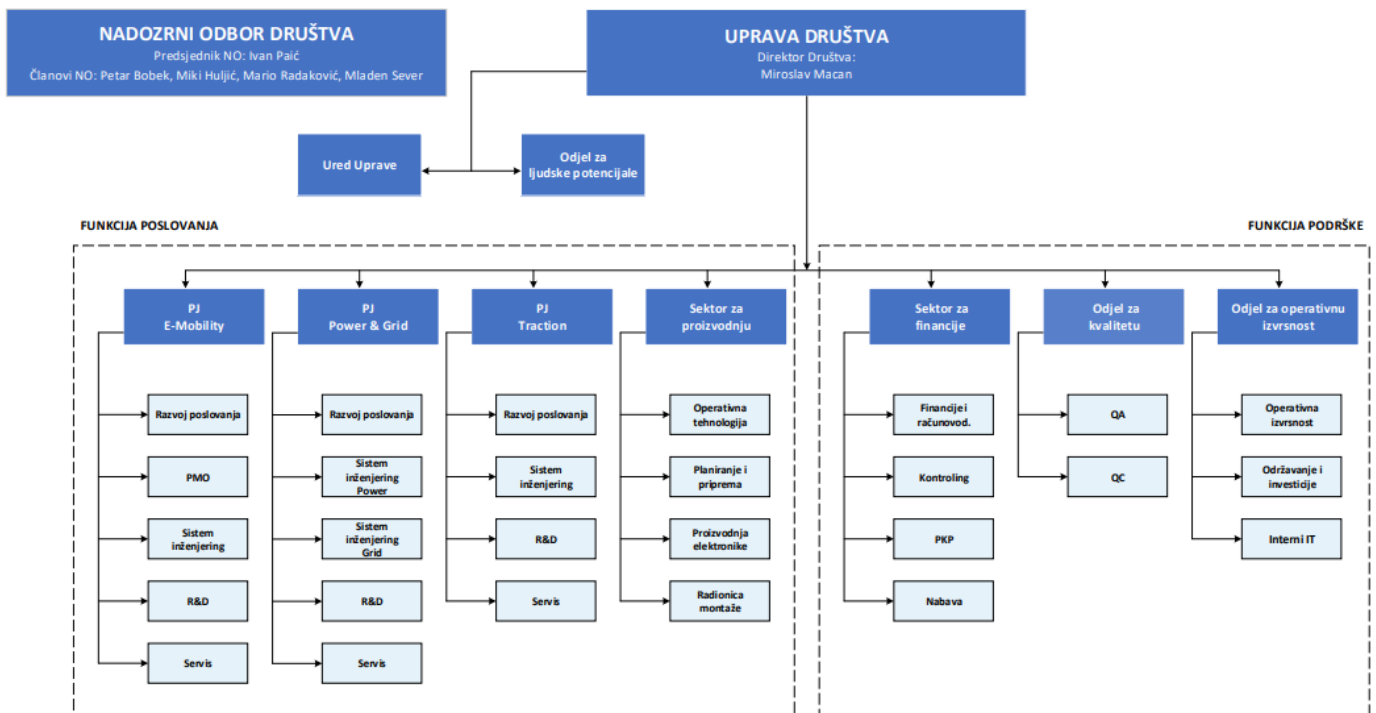 NADOZRNI ODBOR DRUŠTVA
Predsjednik NO: Ivan Paić
Članovi NO: Petar Bobek, Miki Huljić, Mario Radaković, Mladen Sever
UPRAVA DRUŠTVA
Direktor Društva:
Miroslav Macan
Ured Uprave
Odjel za
ljudske potencijale
FUNKCIJA POSLOVANJA
FUNKCIJA PODRŠKE
PJ
E-Mobility
Razvoj poslovanja
PMO
Sistem
inženjering
R&D
Servis
PJ
Power & Grid
Razvoj poslovanja
Sistem
inženjering
Power
Sistem
inženjering
Grid
R&D
Servis
PJ
Traction
Razvoj poslovanja
Sistem
inženjering
R&D
Servis
Sektor za
proizvodnju
Operativna
tehnologija
Planiranje i
priprema
Proizvodnja
elektronike
Radionica
montaže
Sektor za
financije
Financije i
računovod.
Kontroling
PKP
Nabava
Odjel za
kvalitetu
QA
QC
Odjel za operativnu
izvrsnost
Operativna
izvrsnost
Održavanje i
investicije
Interni IT